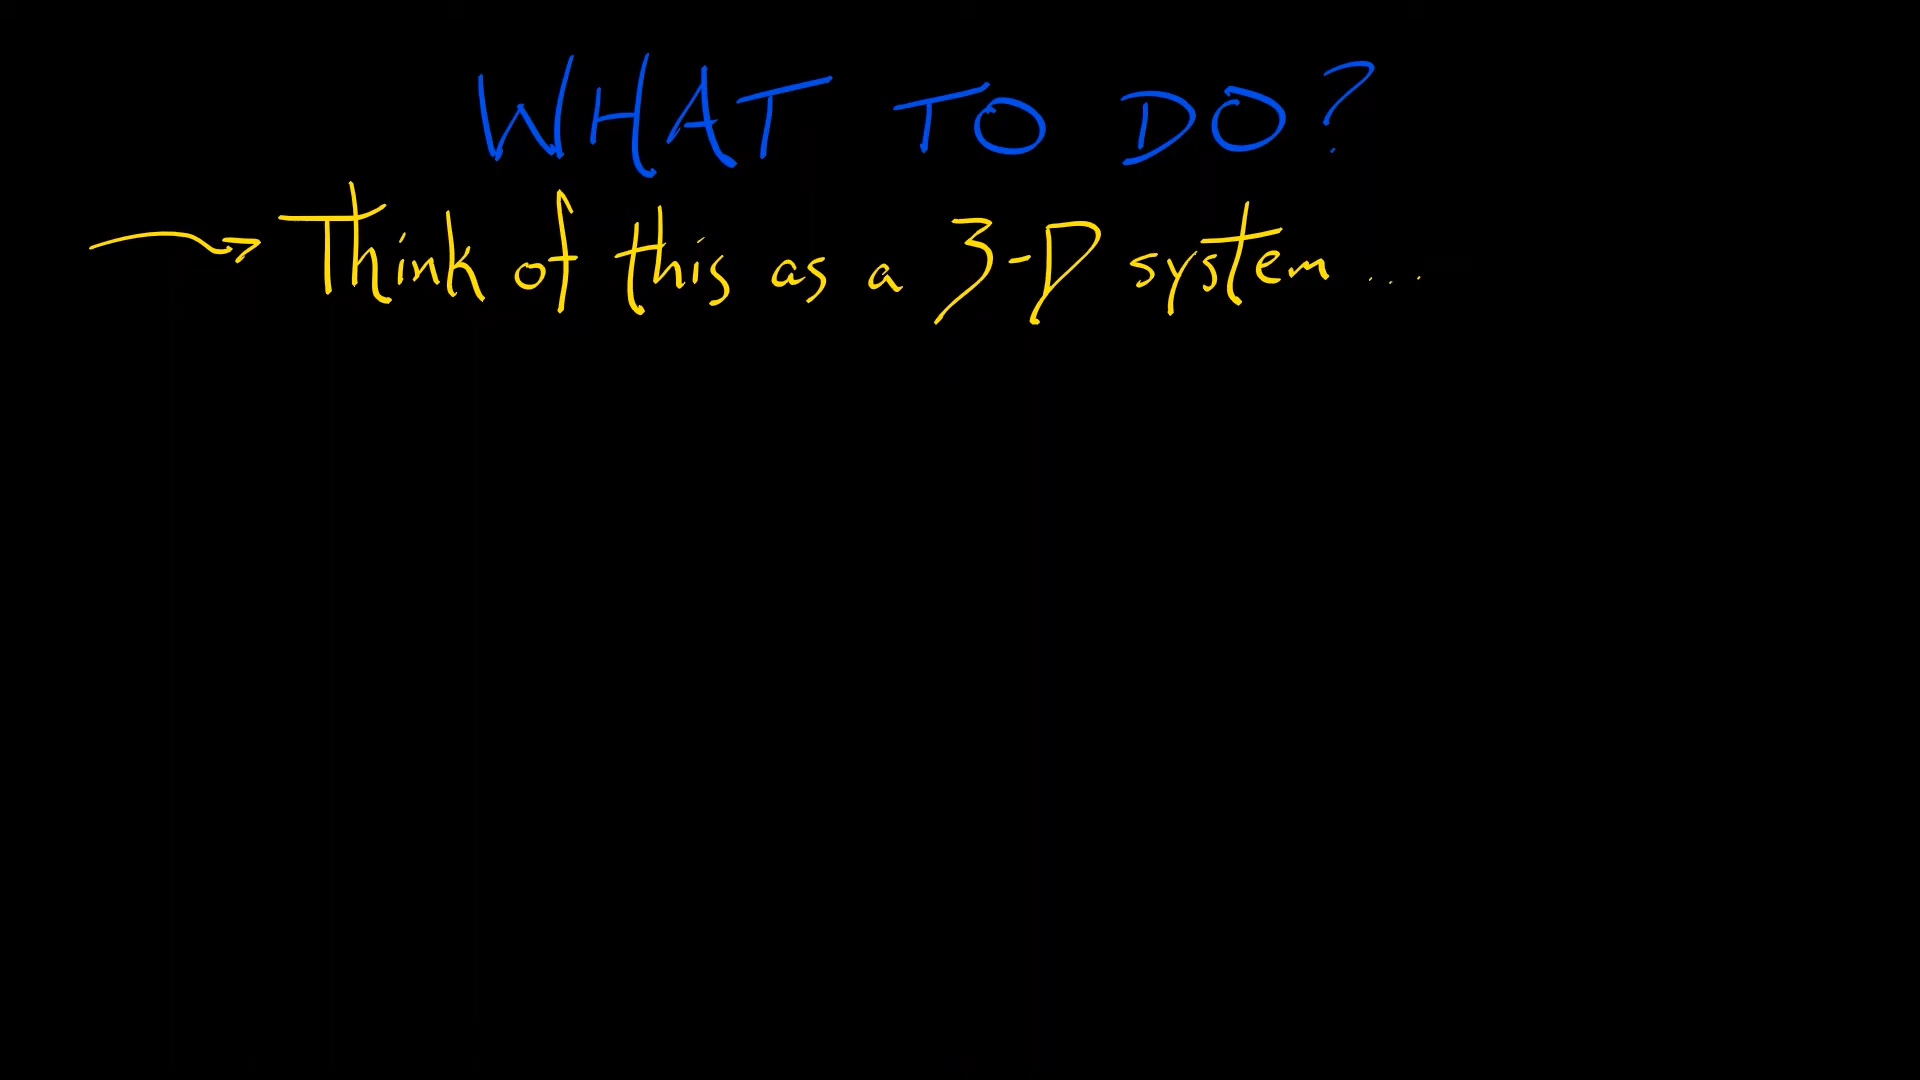 WHAT TO DO?
→ Think of this as a 3-D system...